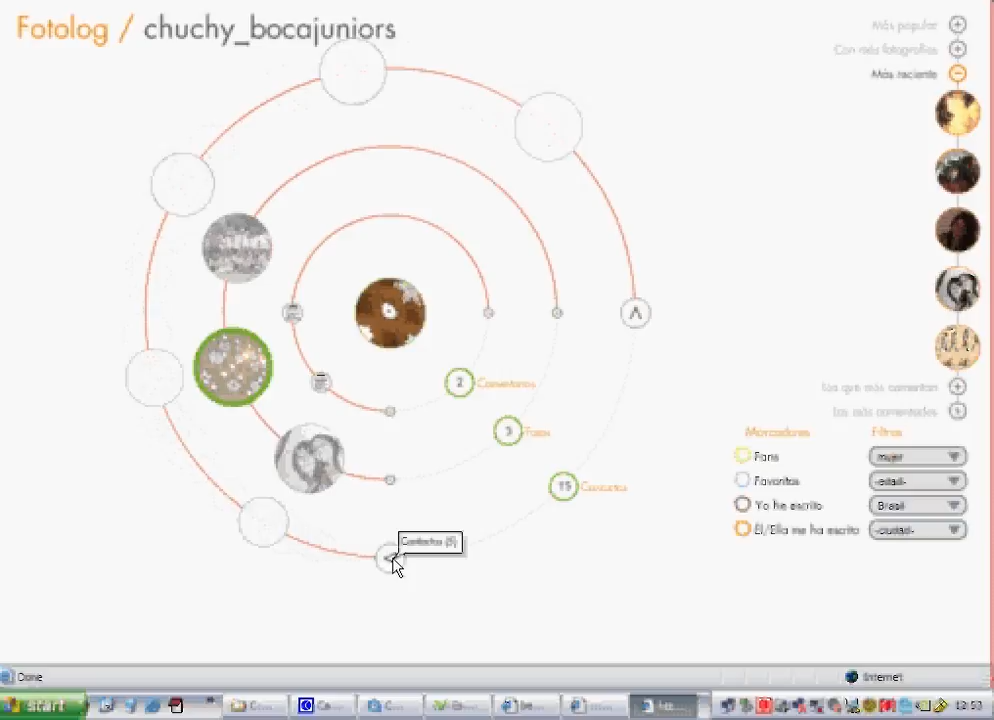 Fotolog / chuchy_bocajuniors
Más popular
Con más fotografías
Más reciente
Los que más comentan
Los más comentados
2 Comentarios
3 Fotos
15 Contactos
Contactos (5)
Marcadores
Filtros
Fans
mujer
Favoritos
-edad-
Yo he escrito
Brasil
El/Ella me ha escrito
-ciudad-
Done
Internet
start
12:53